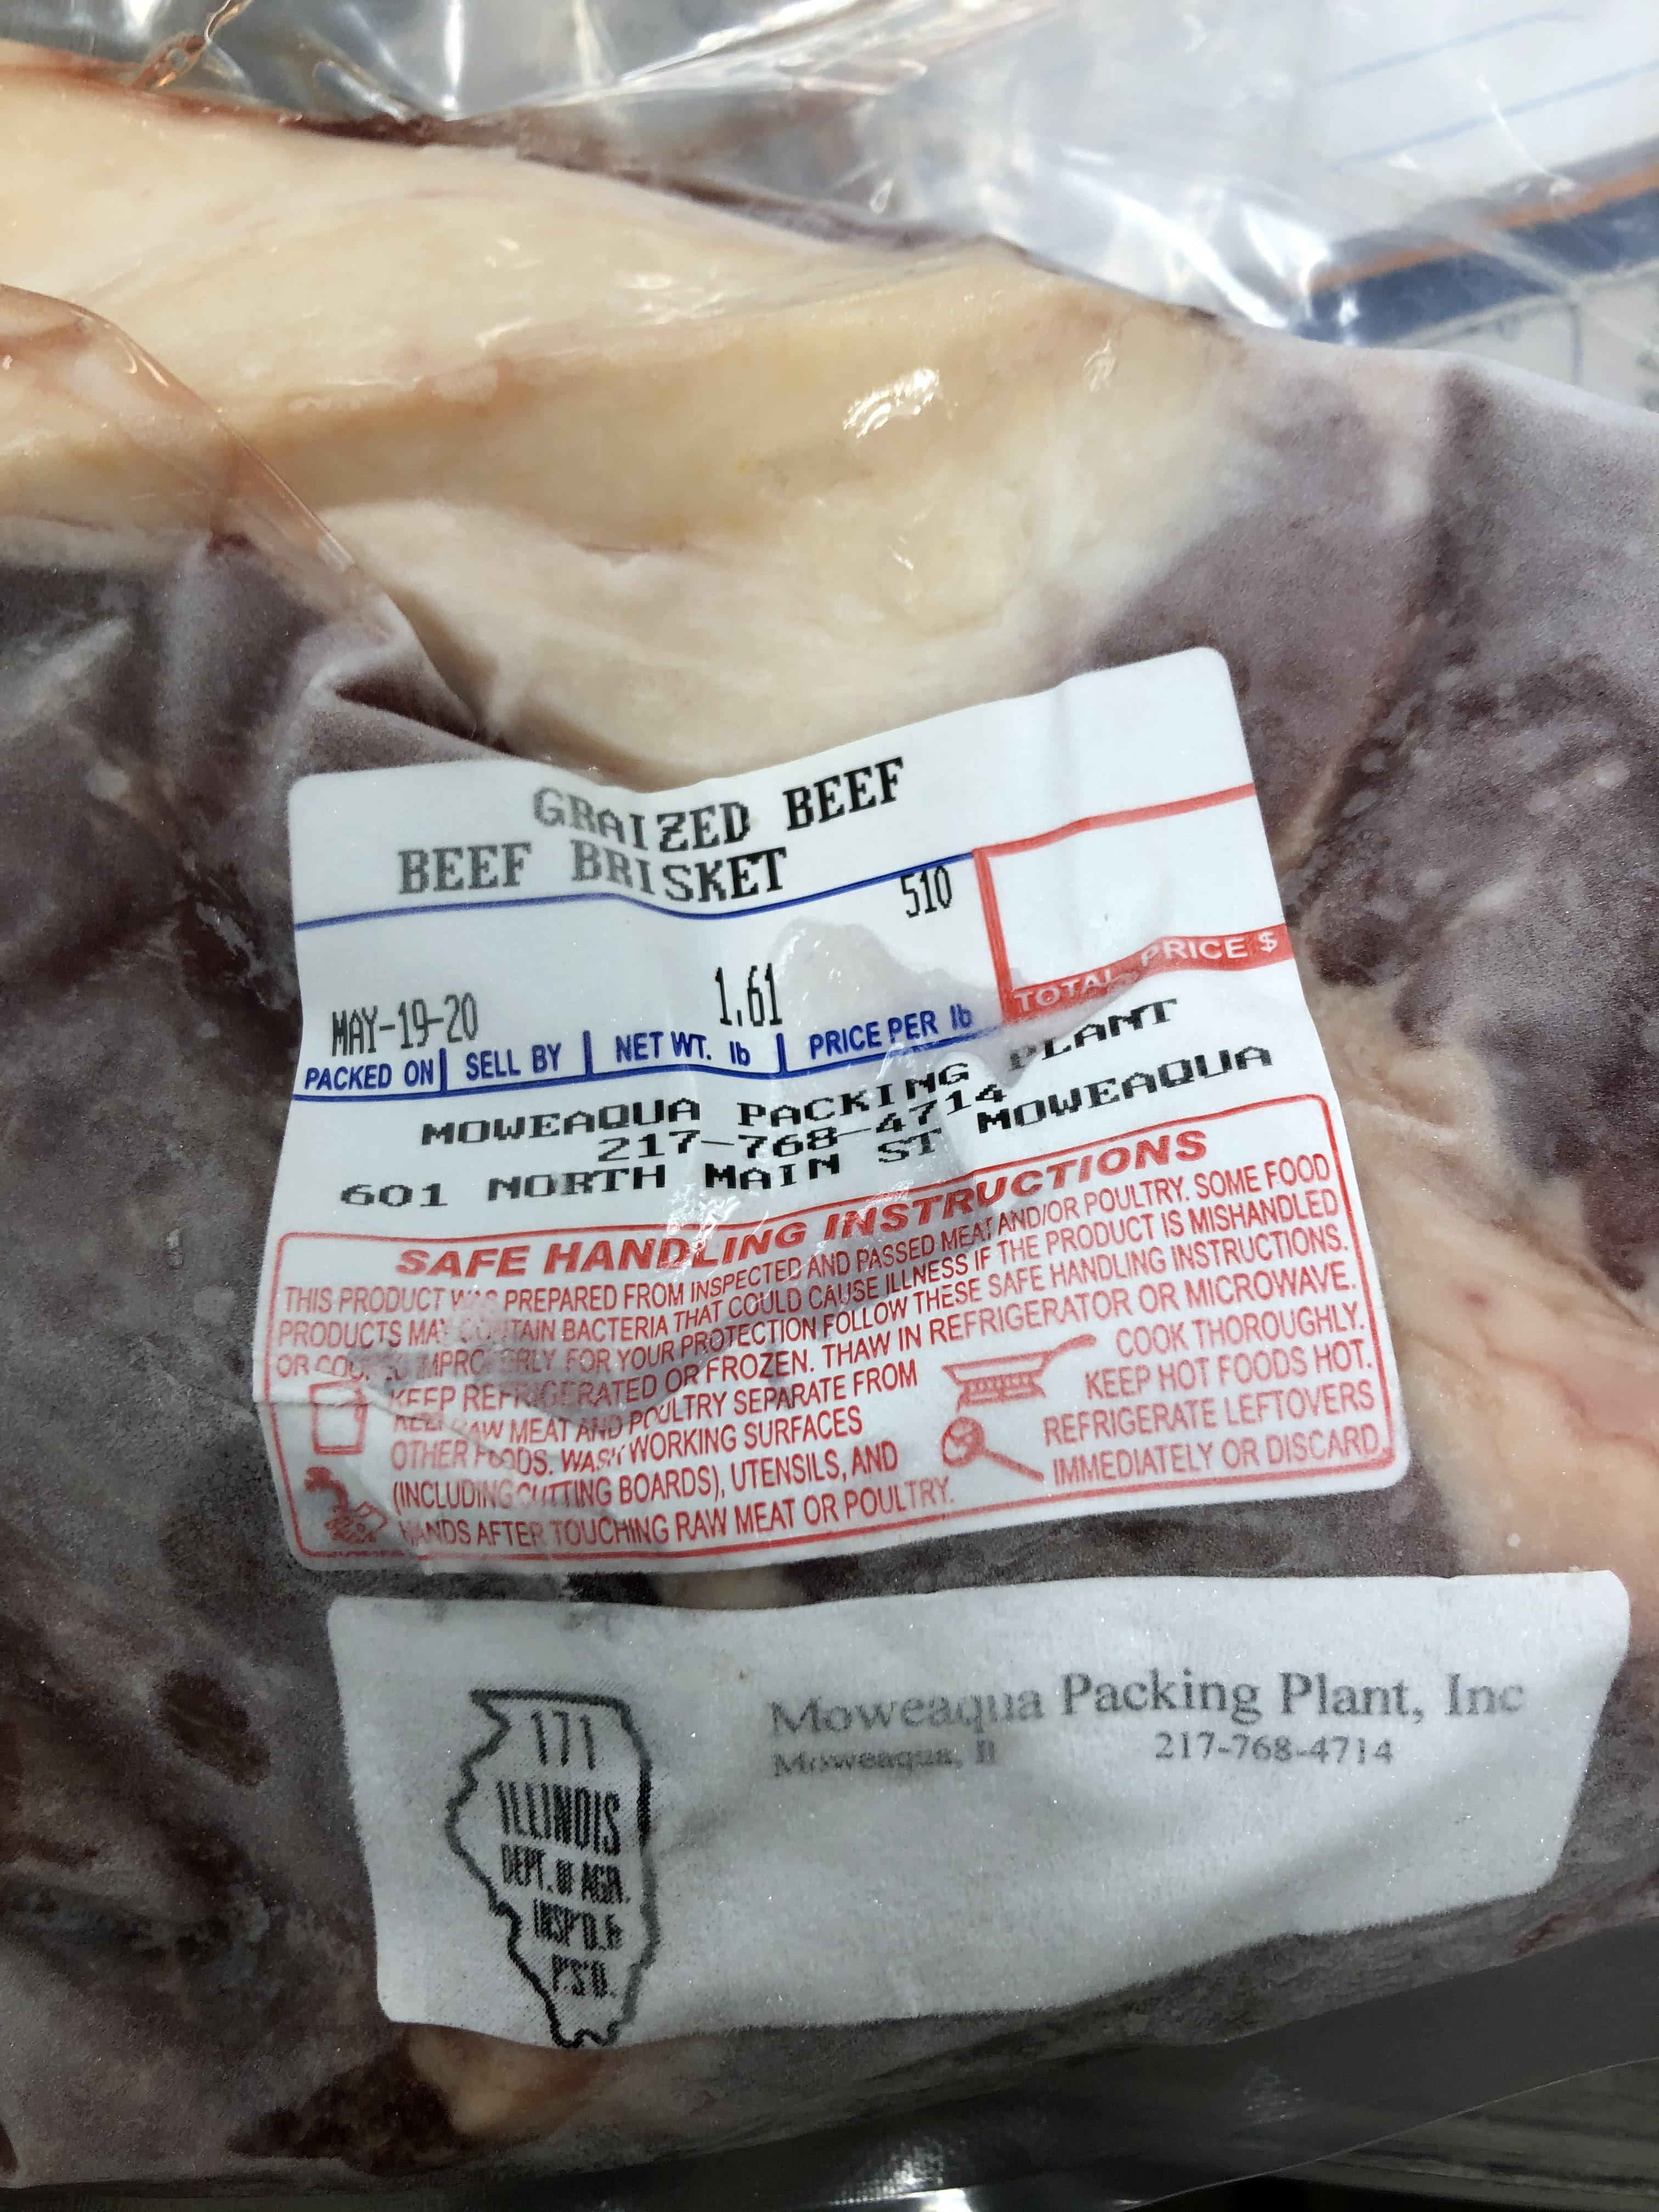 GRAIZED BEEF
BEEF BRISKET
510
MAY-19-20 1.61
PACKED ON SELL BY NET WT. lb PRICE PER lb TOTAL PRICE $
MOWEAQUA PACKING PLANT
217-768-4714
601 NORTH MAIN ST MOWEAQUA
SAFE HANDLING INSTRUCTIONS
THIS PRODUCT WAS PREPARED FROM INSPECTED AND PASSED MEAT AND/OR POULTRY. SOME FOOD
PRODUCTS MAY CONTAIN BACTERIA THAT COULD CAUSE ILLNESS IF THE PRODUCT IS MISHANDLED
OR COOKED IMPROPERLY FOR YOUR PROTECTION FOLLOW THESE SAFE HANDLING INSTRUCTIONS.
KEEP REFRIGERATED OR FROZEN. THAW IN REFRIGERATOR OR MICROWAVE.
KEEP RAW MEAT AND POULTRY SEPARATE FROM
OTHER FOODS. WASH WORKING SURFACES
(INCLUDING CUTTING BOARDS), UTENSILS, AND
HANDS AFTER TOUCHING RAW MEAT OR POULTRY.
COOK THOROUGHLY.
KEEP HOT FOODS HOT.
REFRIGERATE LEFTOVERS
IMMEDIATELY OR DISCARD.
171
ILLINOIS
DEPT. OF AGR.
INSP'D. &
P'S'D.
Moweaqua Packing Plant, Inc
Moweaqua, Il 217-768-4714